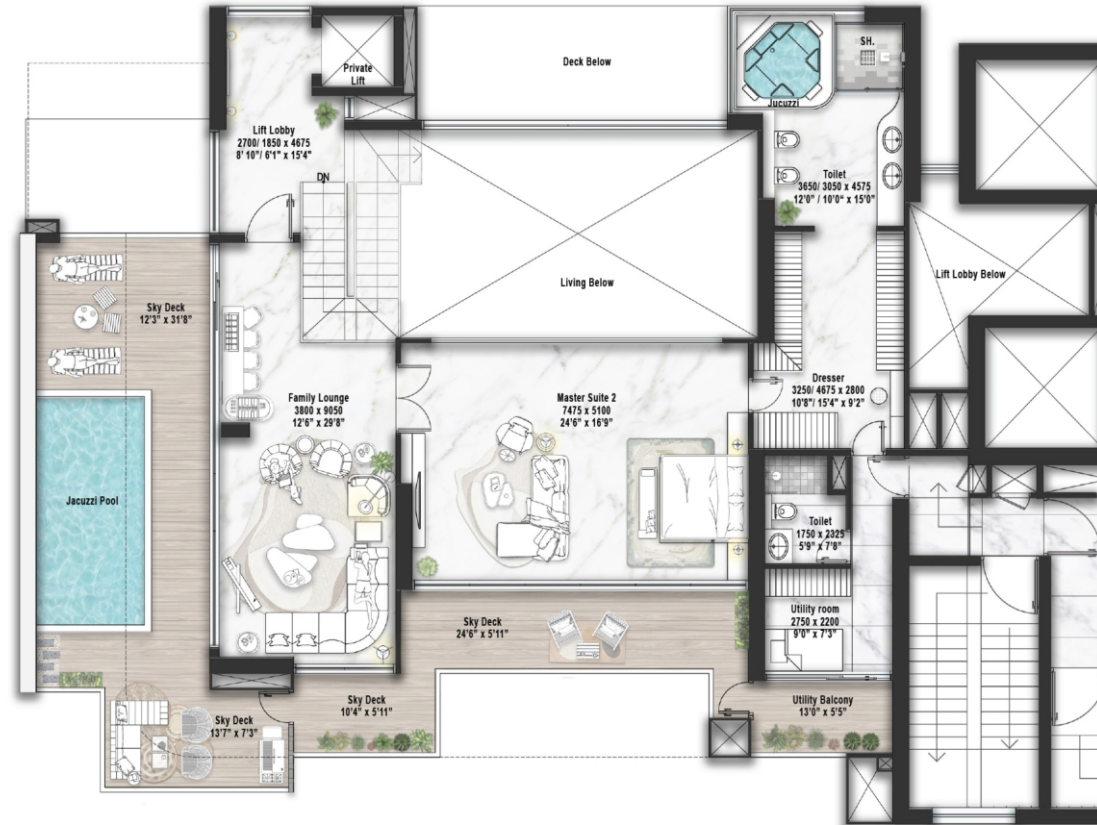 Private
Lift
Deck Below
SH.
Jucuzzi
Lift Lobby
2700/ 1850 x 4675
8' 10"/ 6'1" x 15'4"
DN
Toilet
3650/ 3050 x 4575
12'0" / 10'0" x 15'0"
Living Below
Lift Lobby Below
Sky Deck
12'3" x 31'8"
Family Lounge
3800 x 9050
12'6" x 29'8"
Master Suite 2
7475 x 5100
24'6" x 16'9"
Dresser
3250/ 4675 x 2800
10'8"/ 15'4" x 9'2"
Jacuzzi Pool
Toilet
1750 x 2325
5'9" x 7'8"
Utility room
2750 x 2200
9'0" x 7'3"
Sky Deck
24'6" x 5'11"
Sky Deck
13'7" x 7'3"
Sky Deck
10'4" x 5'11"
Utility Balcony
13'0" x 5'5"